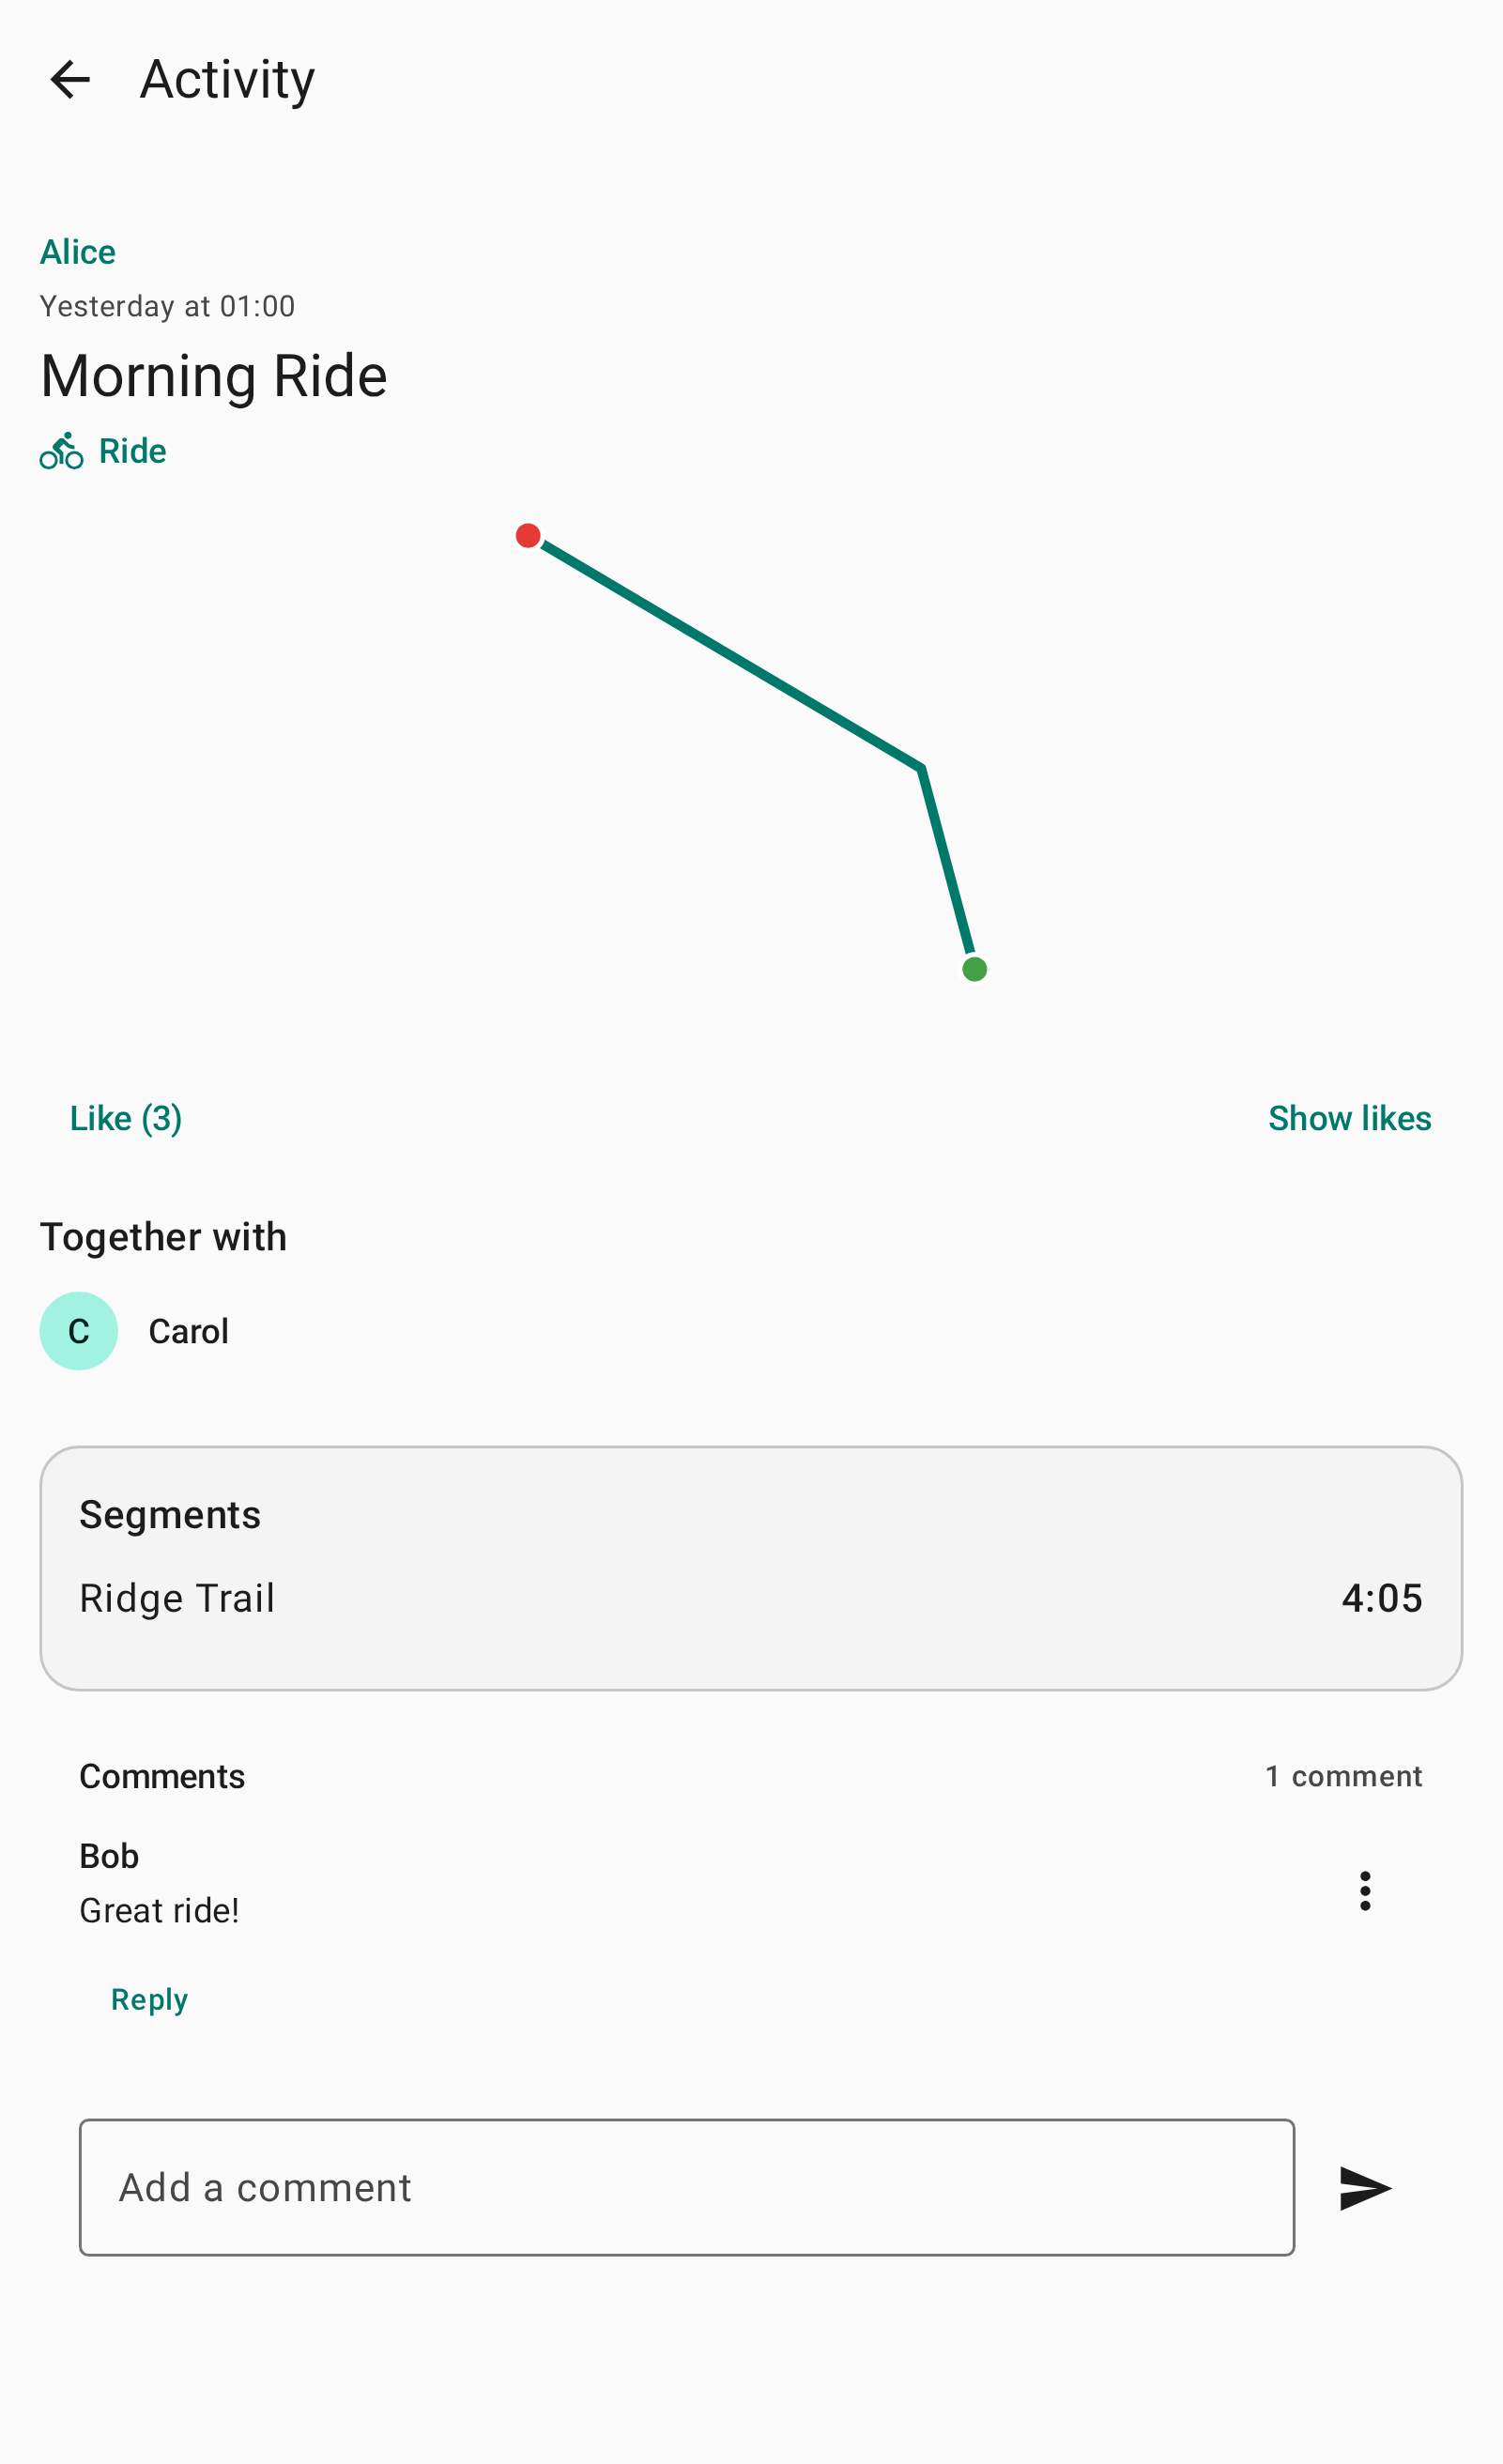 Activity
Alice
Yesterday at 01:00
Morning Ride
Ride
Like (3)
Show likes
Together with
C
Carol
Segments
Ridge Trail
4:05
Comments
1 comment
Bob
Great ride!
Reply
Add a comment